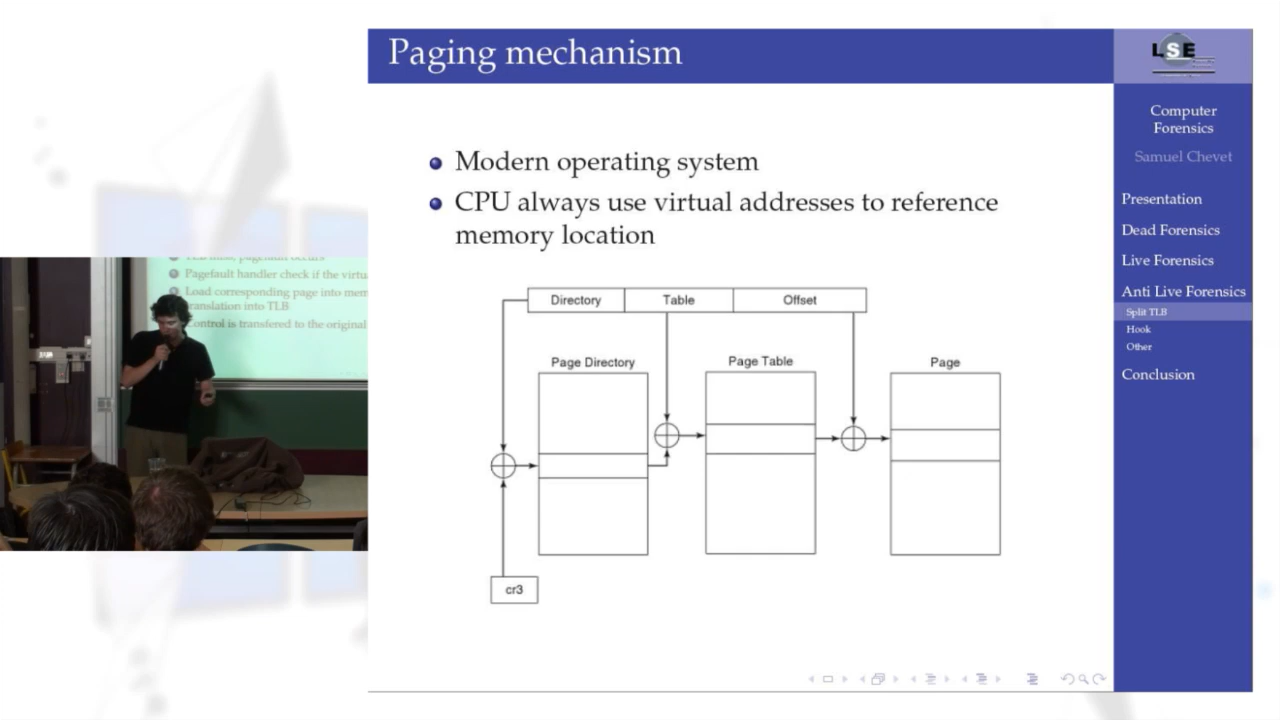 Paging mechanism
LSE
Computer
Forensics
Samuel Chevet
Presentation
Dead Forensics
Live Forensics
Anti Live Forensics
Split TLB
Hook
Other
Conclusion
Modern operating system
CPU always use virtual addresses to reference
memory location
Directory Table Offset
Page Directory Page Table Page
cr3
Pagefault handler check if the virtu
Load corresponding page into mem
ranslation into TLB
Control is transfered to the original